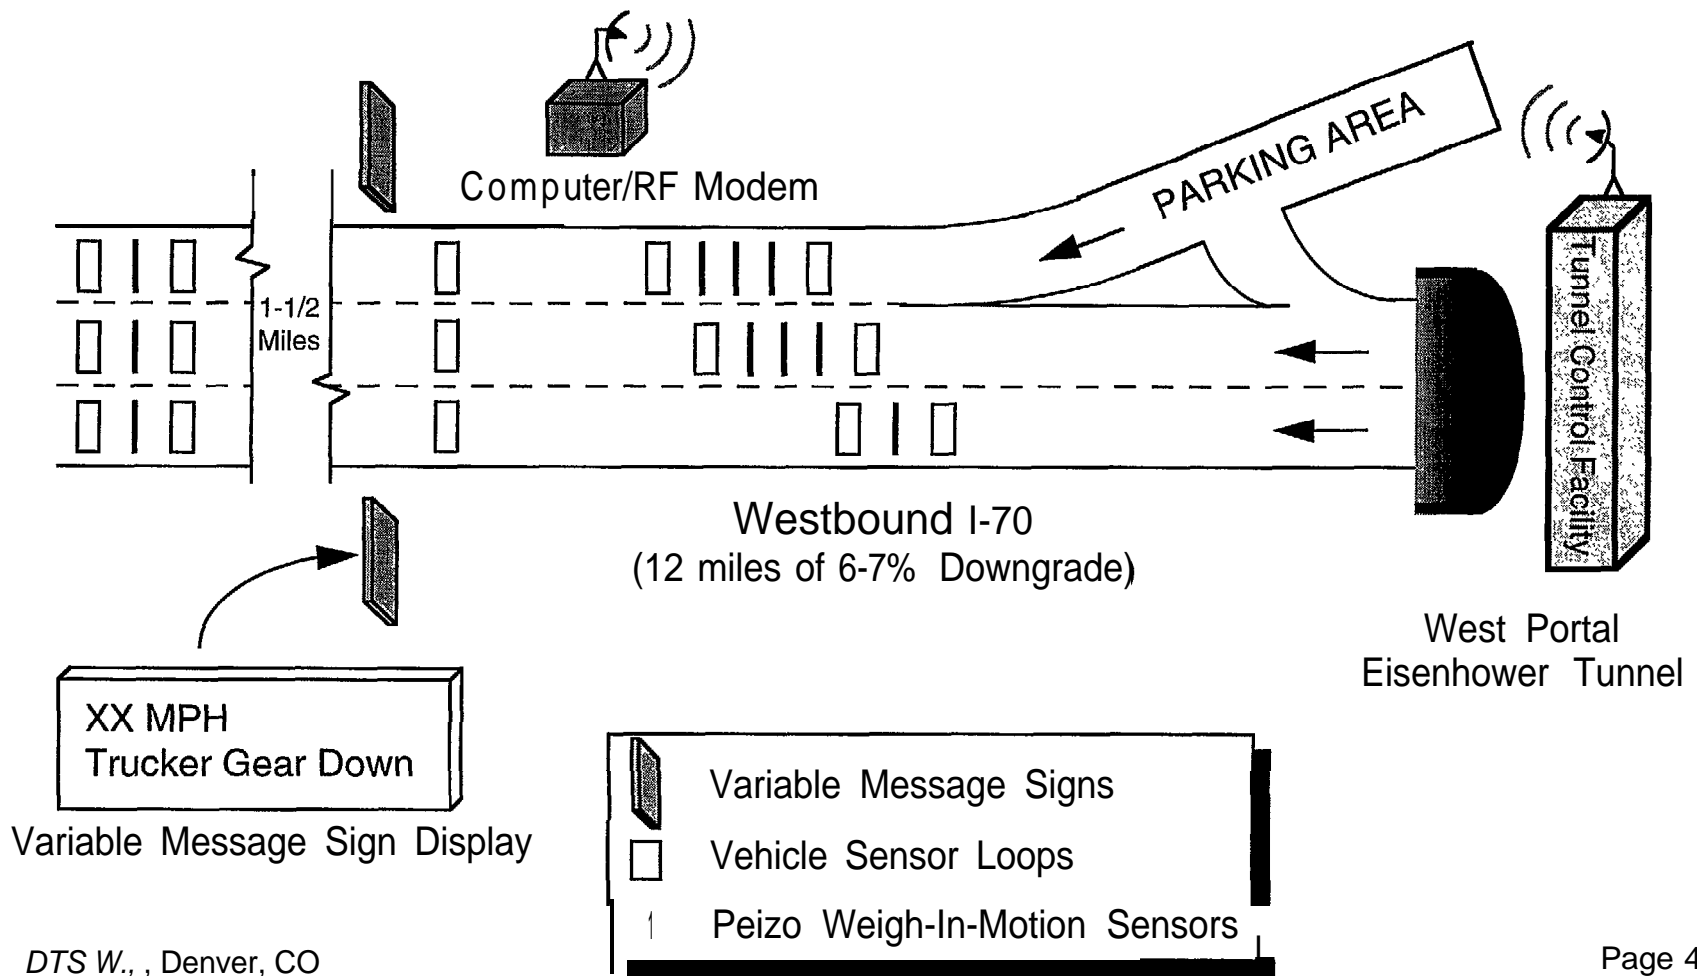 Computer/RF Modem
PARKING AREA
Tunnel Control Facility
1-1/2
Miles
Westbound I-70
(12 miles of 6-7% Downgrade)
West Portal
Eisenhower Tunnel
XX MPH
Trucker Gear Down
Variable Message Sign Display
Variable Message Signs
Vehicle Sensor Loops
Peizo Weigh-In-Motion Sensors
DTS W., , Denver, CO
Page 4